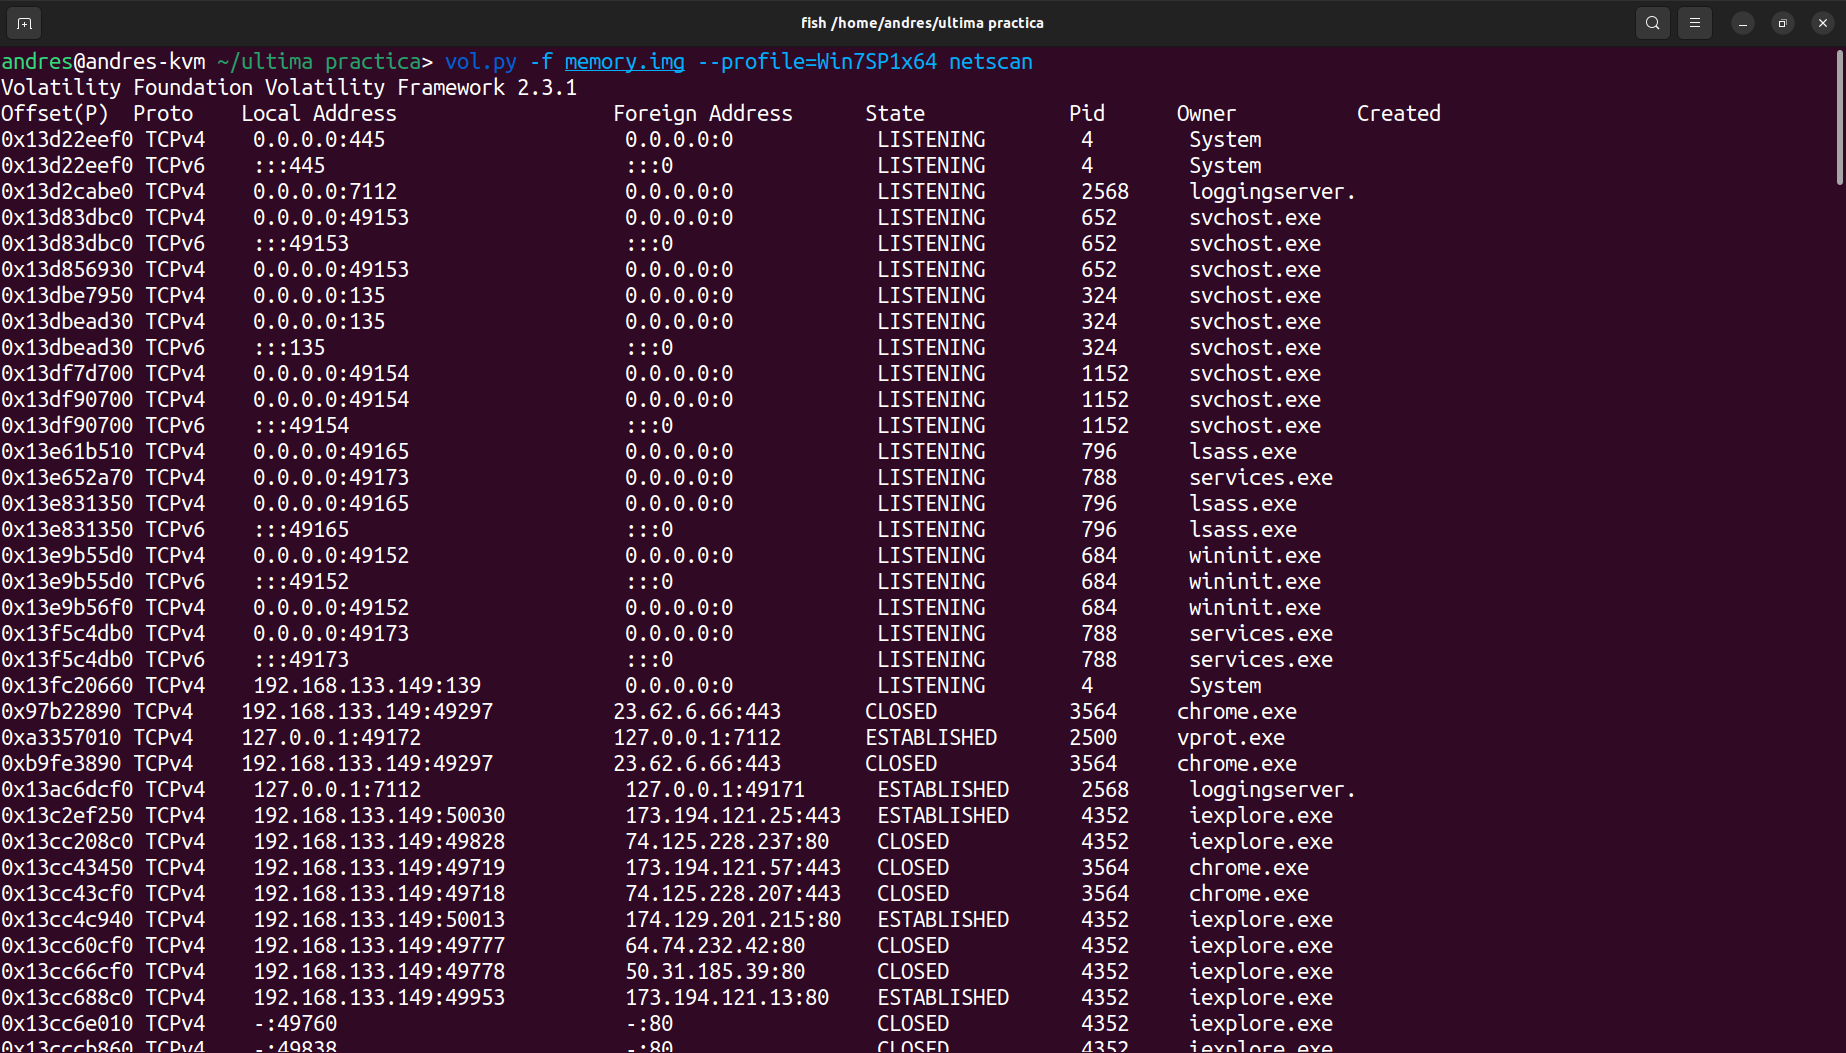 fish /home/andres/ultima practica
andres@andres-kvm ~/ultima practica> vol.py -f memory.img --profile=Win7SP1x64 netscan
Volatility Foundation Volatility Framework 2.3.1
Offset(P)  Proto    Local Address                  Foreign Address      State            Pid      Owner          Created
0x13d22eef0 TCPv4    0.0.0.0:445                    0.0.0.0:0            LISTENING        4        System
0x13d22eef0 TCPv6    :::445                         :::0                 LISTENING        4        System
0x13d2cabe0 TCPv4    0.0.0.0:7112                   0.0.0.0:0            LISTENING        2568     loggingserver.
0x13d83dbc0 TCPv4    0.0.0.0:49153                  0.0.0.0:0            LISTENING        652      svchost.exe
0x13d83dbc0 TCPv6    :::49153                       :::0                 LISTENING        652      svchost.exe
0x13d856930 TCPv4    0.0.0.0:49153                  0.0.0.0:0            LISTENING        652      svchost.exe
0x13dbe7950 TCPv4    0.0.0.0:135                    0.0.0.0:0            LISTENING        324      svchost.exe
0x13dbead30 TCPv4    0.0.0.0:135                    0.0.0.0:0            LISTENING        324      svchost.exe
0x13dbead30 TCPv6    :::135                         :::0                 LISTENING        324      svchost.exe
0x13df7d700 TCPv4    0.0.0.0:49154                  0.0.0.0:0            LISTENING        1152     svchost.exe
0x13df90700 TCPv4    0.0.0.0:49154                  0.0.0.0:0            LISTENING        1152     svchost.exe
0x13df90700 TCPv6    :::49154                       :::0                 LISTENING        1152     svchost.exe
0x13e61b510 TCPv4    0.0.0.0:49165                  0.0.0.0:0            LISTENING        796      lsass.exe
0x13e652a70 TCPv4    0.0.0.0:49173                  0.0.0.0:0            LISTENING        788      services.exe
0x13e831350 TCPv4    0.0.0.0:49165                  0.0.0.0:0            LISTENING        796      lsass.exe
0x13e831350 TCPv6    :::49165                       :::0                 LISTENING        796      lsass.exe
0x13e9b55d0 TCPv4    0.0.0.0:49152                  0.0.0.0:0            LISTENING        684      wininit.exe
0x13e9b55d0 TCPv6    :::49152                       :::0                 LISTENING        684      wininit.exe
0x13e9b56f0 TCPv4    0.0.0.0:49152                  0.0.0.0:0            LISTENING        684      wininit.exe
0x13f5c4db0 TCPv4    0.0.0.0:49173                  0.0.0.0:0            LISTENING        788      services.exe
0x13f5c4db0 TCPv6    :::49173                       :::0                 LISTENING        788      services.exe
0x13fc20660 TCPv4    192.168.133.149:139            0.0.0.0:0            LISTENING        4        System
0x97b22890 TCPv4    192.168.133.149:49297          23.62.6.66:443       CLOSED           3564     chrome.exe
0xa3357010 TCPv4    127.0.0.1:49172                127.0.0.1:7112       ESTABLISHED      2500     vprot.exe
0xb9fe3890 TCPv4    192.168.133.149:49297          23.62.6.66:443       CLOSED           3564     chrome.exe
0x13ac6dcf0 TCPv4    127.0.0.1:7112                 127.0.0.1:49171      ESTABLISHED      2568     loggingserver.
0x13c2ef250 TCPv4    192.168.133.149:50030          173.194.121.25:443   ESTABLISHED      4352     iexplore.exe
0x13cc208c0 TCPv4    192.168.133.149:49828          74.125.228.237:80    CLOSED           4352     iexplore.exe
0x13cc43450 TCPv4    192.168.133.149:49719          173.194.121.57:443   CLOSED           3564     chrome.exe
0x13cc43cf0 TCPv4    192.168.133.149:49718          74.125.228.207:443   CLOSED           3564     chrome.exe
0x13cc4c940 TCPv4    192.168.133.149:50013          174.129.201.215:80   ESTABLISHED      4352     iexplore.exe
0x13cc60cf0 TCPv4    192.168.133.149:49777          64.74.232.42:80      CLOSED           4352     iexplore.exe
0x13cc66cf0 TCPv4    192.168.133.149:49778          50.31.185.39:80      CLOSED           4352     iexplore.exe
0x13cc688c0 TCPv4    192.168.133.149:49953          173.194.121.13:80    ESTABLISHED      4352     iexplore.exe
0x13cc6e010 TCPv4    -:49760                        -:80                 CLOSED           4352     iexplore.exe
0x13cccb860 TCPv4    -:49838                        -:80                 CLOSED           4352     iexplore.exe